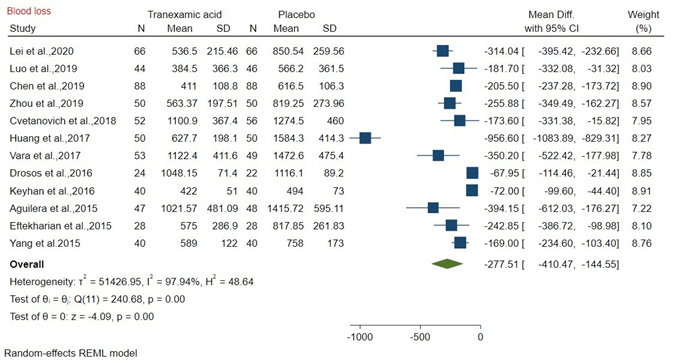 Blood loss
Tranexamic acid Placebo Mean Diff. Weight
Study N Mean SD N Mean SD with 95% CI (%)
Lei et al.,2020 66 536.5 215.46 66 850.54 259.56 -314.04 [ -395.42, -232.66] 8.66
Luo et al.,2019 44 384.5 366.3 46 566.2 361.5 -181.70 [ -332.08, -31.32] 8.03
Chen et al.,2019 88 411 108.8 88 616.5 106.3 -205.50 [ -237.28, -173.72] 8.90
Zhou et al.,2019 50 563.37 197.51 50 819.25 273.96 -255.88 [ -349.49, -162.27] 8.57
Cvetanovich et al.,2018 52 1100.9 367.4 56 1274.5 460 -173.60 [ -331.38, -15.82] 7.95
Huang et al.,2017 50 627.7 198.1 50 1584.3 414.3 -956.60 [ -1083.89, -829.31] 8.27
Vara et al.,2017 53 1122.4 411.6 49 1472.6 475.4 -350.20 [ -522.42, -177.98] 7.78
Drosos et al.,2016 24 1048.15 71.4 22 1116.1 89.2 -67.95 [ -114.46, -21.44] 8.85
Keyhan et al.,2016 40 422 51 40 494 73 -72.00 [ -99.60, -44.40] 8.91
Aguilera et al.,2015 47 1021.57 481.09 48 1415.72 595.11 -394.15 [ -612.03, -176.27] 7.22
Eftekharian et al.,2015 28 575 286.9 28 817.85 261.83 -242.85 [ -386.72, -98.98] 8.10
Yang et al.2015 40 589 122 40 758 173 -169.00 [ -234.60, -103.40] 8.76
Overall -277.51 [ -410.47, -144.55]
Heterogeneity: τ² = 51426.95, I² = 97.94%, H² = 48.64
Test of θᵢ = θⱼ: Q(11) = 240.68, p = 0.00
Test of θ = 0: z = -4.09, p = 0.00
-1000 -500 0
Random-effects REML model